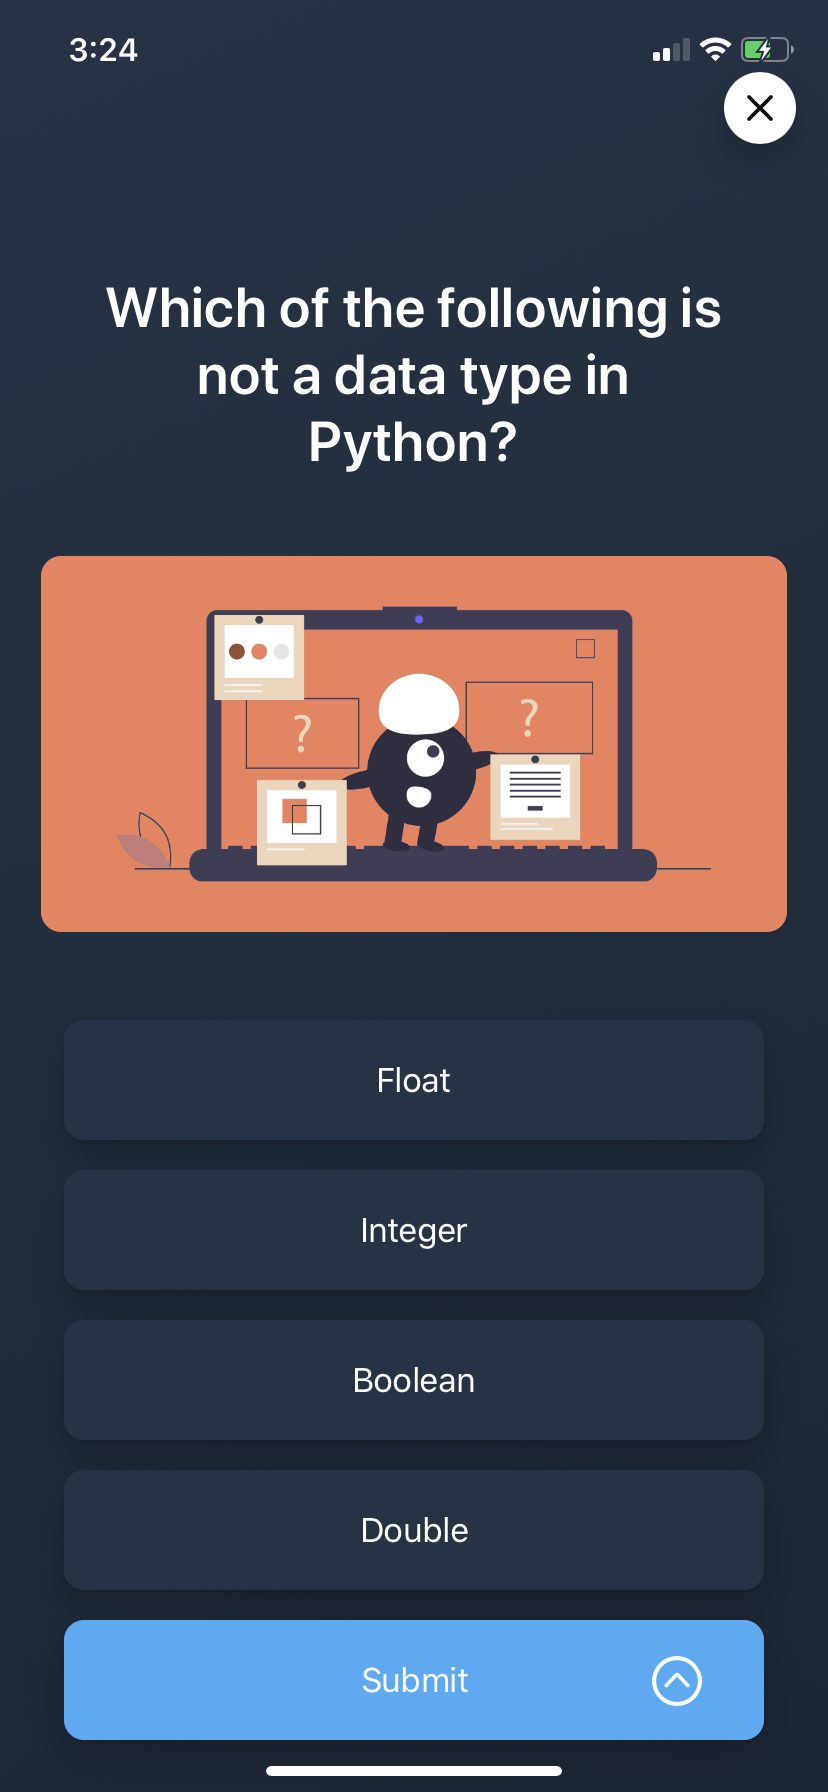 3:24
Which of the following is
not a data type in
Python?
?
?
Float
Integer
Boolean
Double
Submit